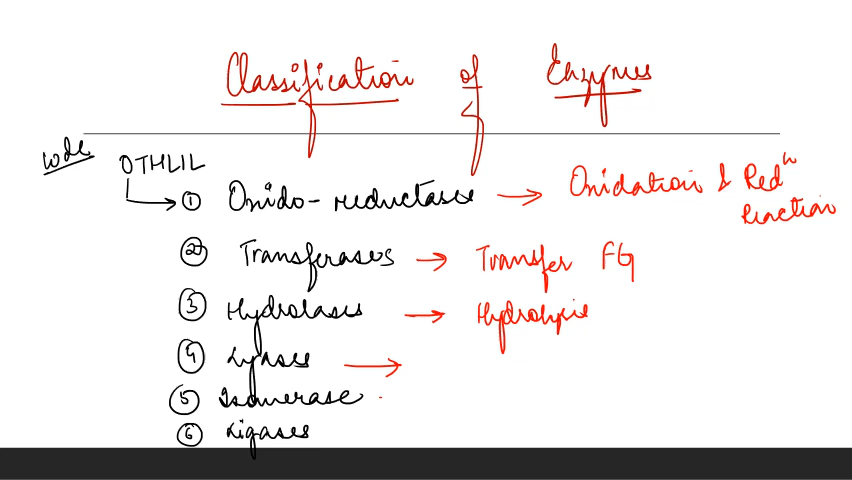 Classification of Enzymes
Code OTHLIL
① Oxido-reductases → Oxidation & Redⁿ
Reaction
② Transferases → Transfer FG
③ Hydrolases → Hydrolysis
④ Lyases →
⑤ Isomerase
⑥ Ligases